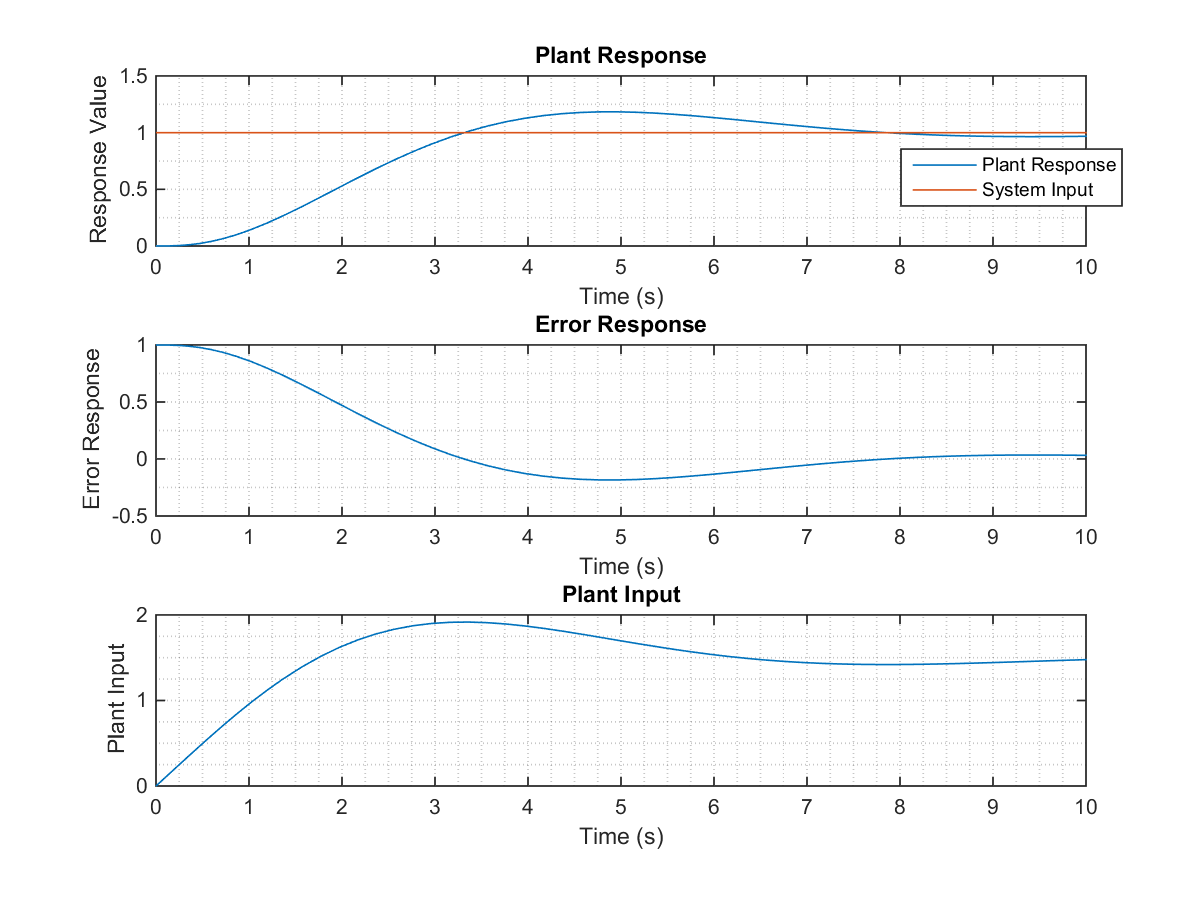 Plant Response
1.5
1
0.5
0
Response Value
Plant Response
System Input
0 1 2 3 4 5 6 7 8 9 10
Time (s)
Error Response
1
0.5
0
-0.5
Error Response
0 1 2 3 4 5 6 7 8 9 10
Time (s)
Plant Input
2
1
0
Plant Input
0 1 2 3 4 5 6 7 8 9 10
Time (s)